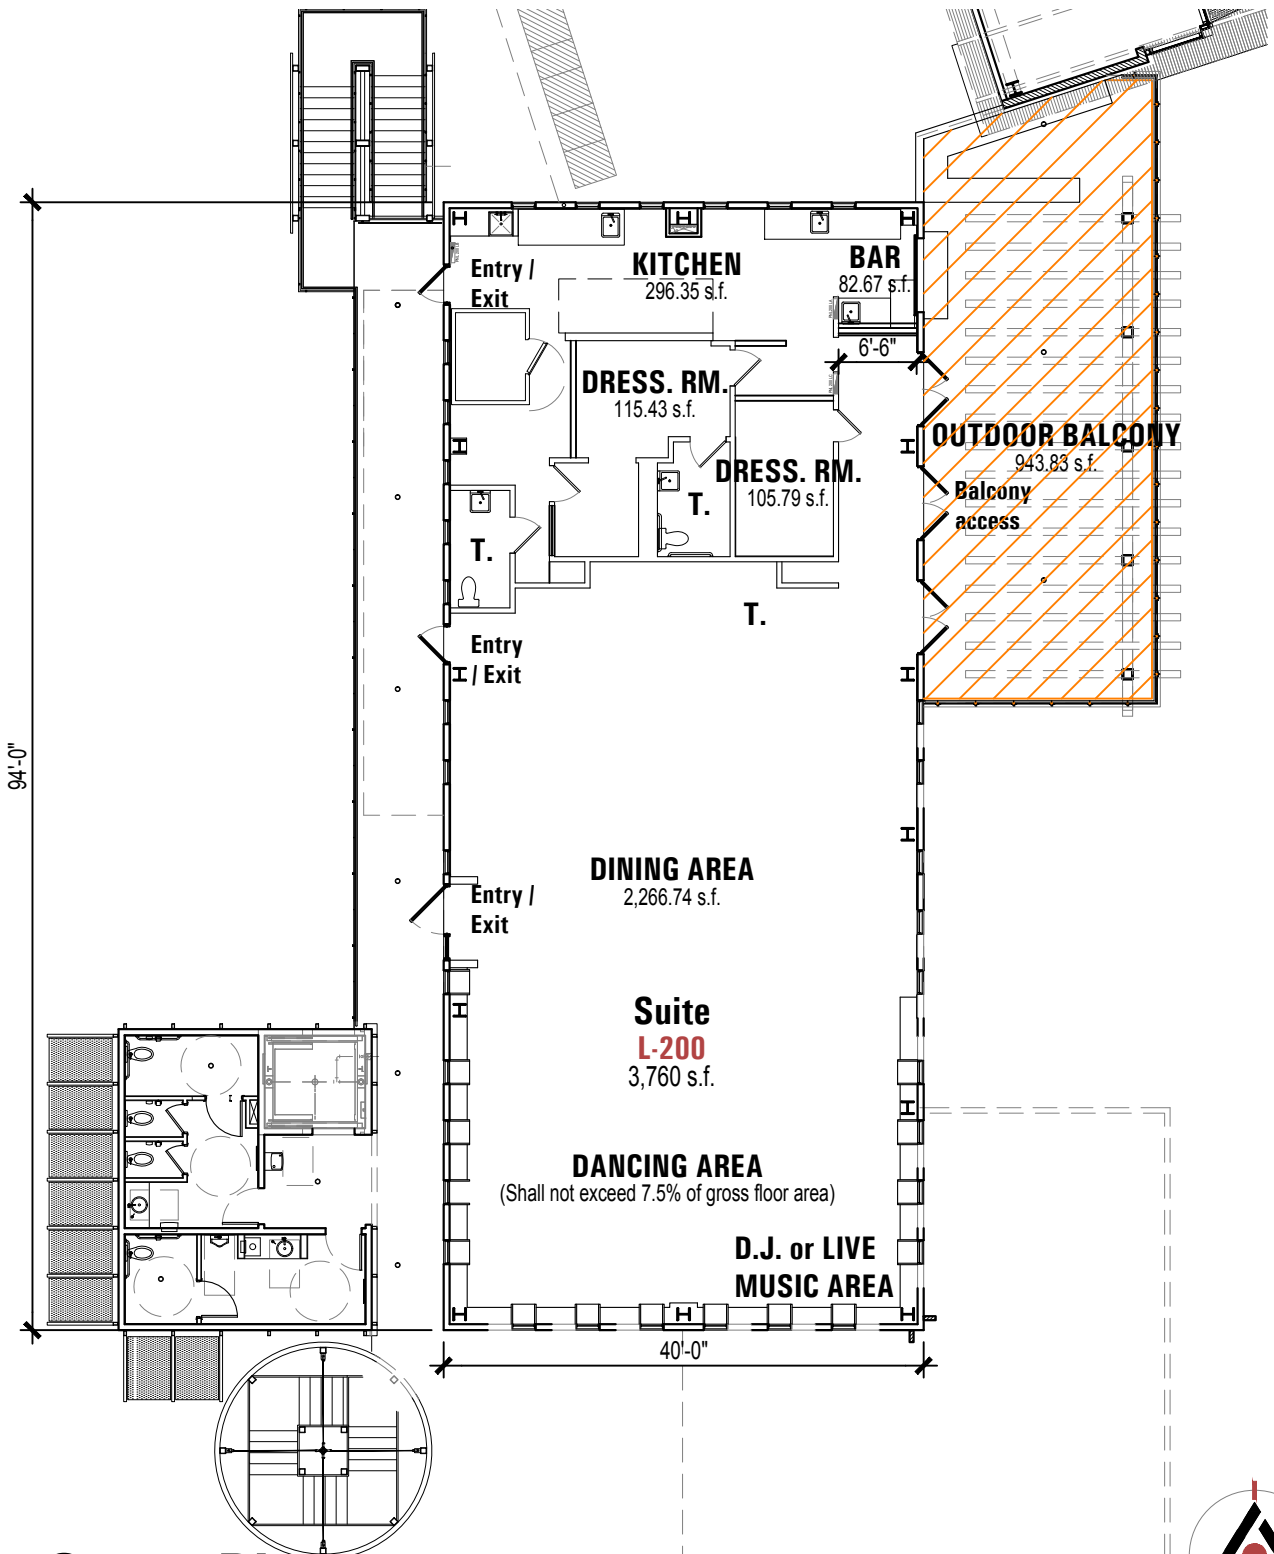 KITCHEN
296.35 s.f.
BAR
82.67 s.f.
Entry /
Exit
6'-6"
DRESS. RM.
115.43 s.f.
OUTDOOR BALCONY
943.83 s.f.
DRESS. RM.
105.79 s.f.
Balcony
access
T.
T.
T.
Entry
/ Exit
94'-0"
DINING AREA
2,266.74 s.f.
Entry /
Exit
Suite
L-200
3,760 s.f.
DANCING AREA
(Shall not exceed 7.5% of gross floor area)
D.J. or LIVE
MUSIC AREA
40'-0"